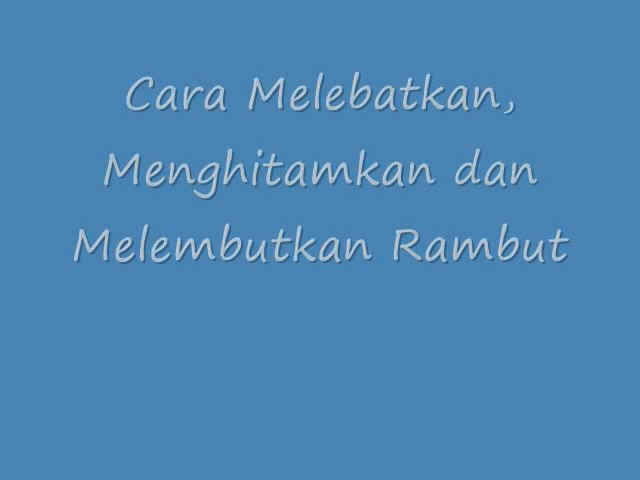 Cara Melebatkan,
Menghitamkan dan
Melembutkan Rambut